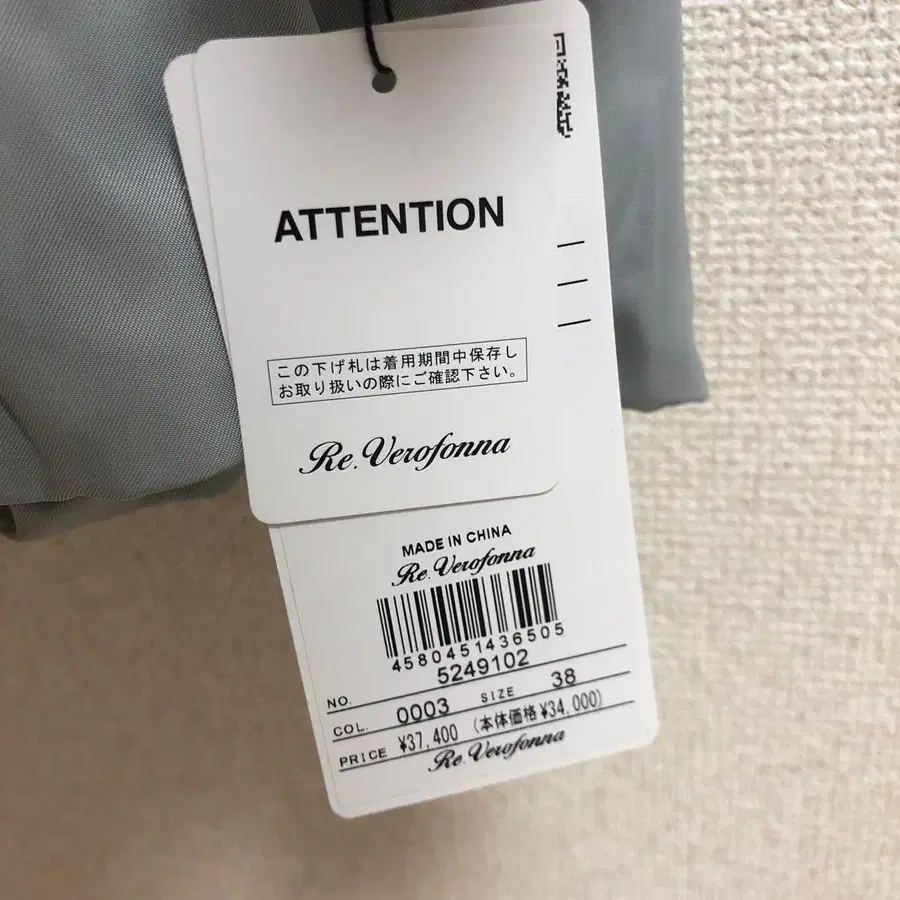 ATTENTION
この下げ札は着用期間中保存し
お取り扱いの際にご確認下さい。
Re.Verofonna
MADE IN CHINA
Re.Verofonna
4580451436505
NO. 5249102
COL. 0003 SIZE 38
PRICE ¥37,400 (本体価格¥34,000)
Re.Verofonna